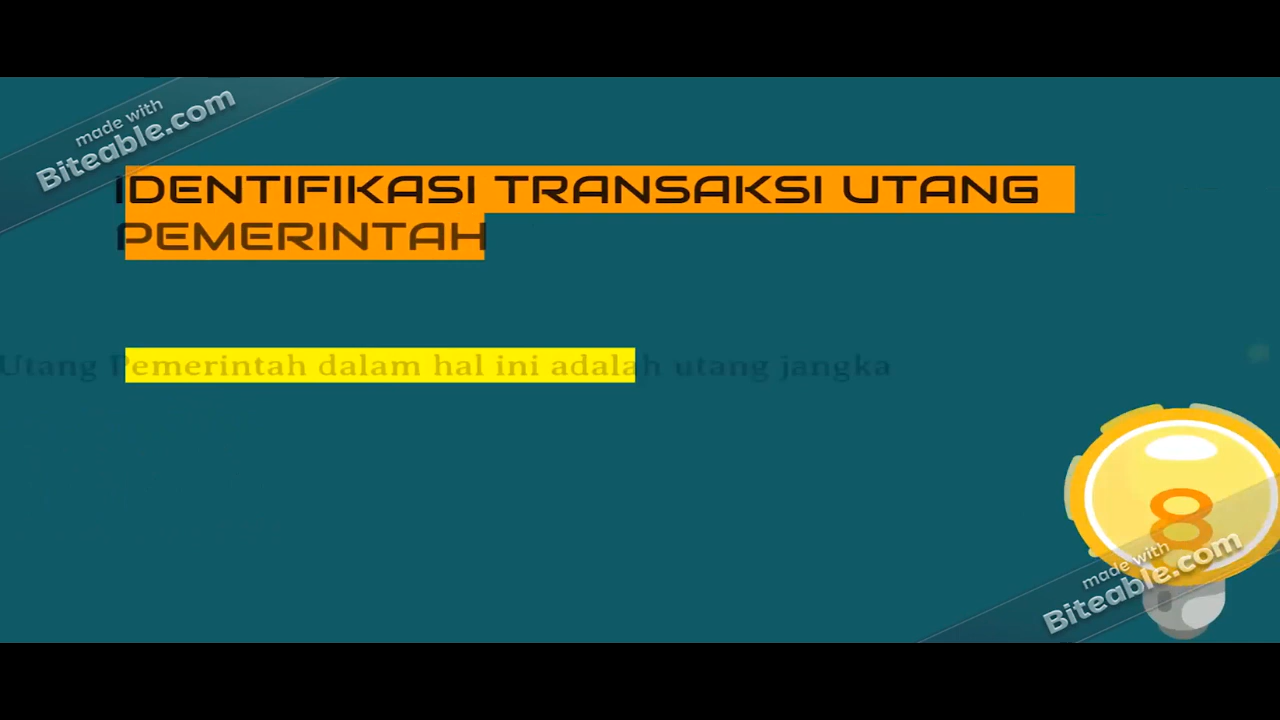 made with
Biteable.com
IDENTIFIKASI TRANSAKSI UTANG
PEMERINTAH
Utang Pemerintah dalam hal ini adalah utang jangka
made with
Biteable.com